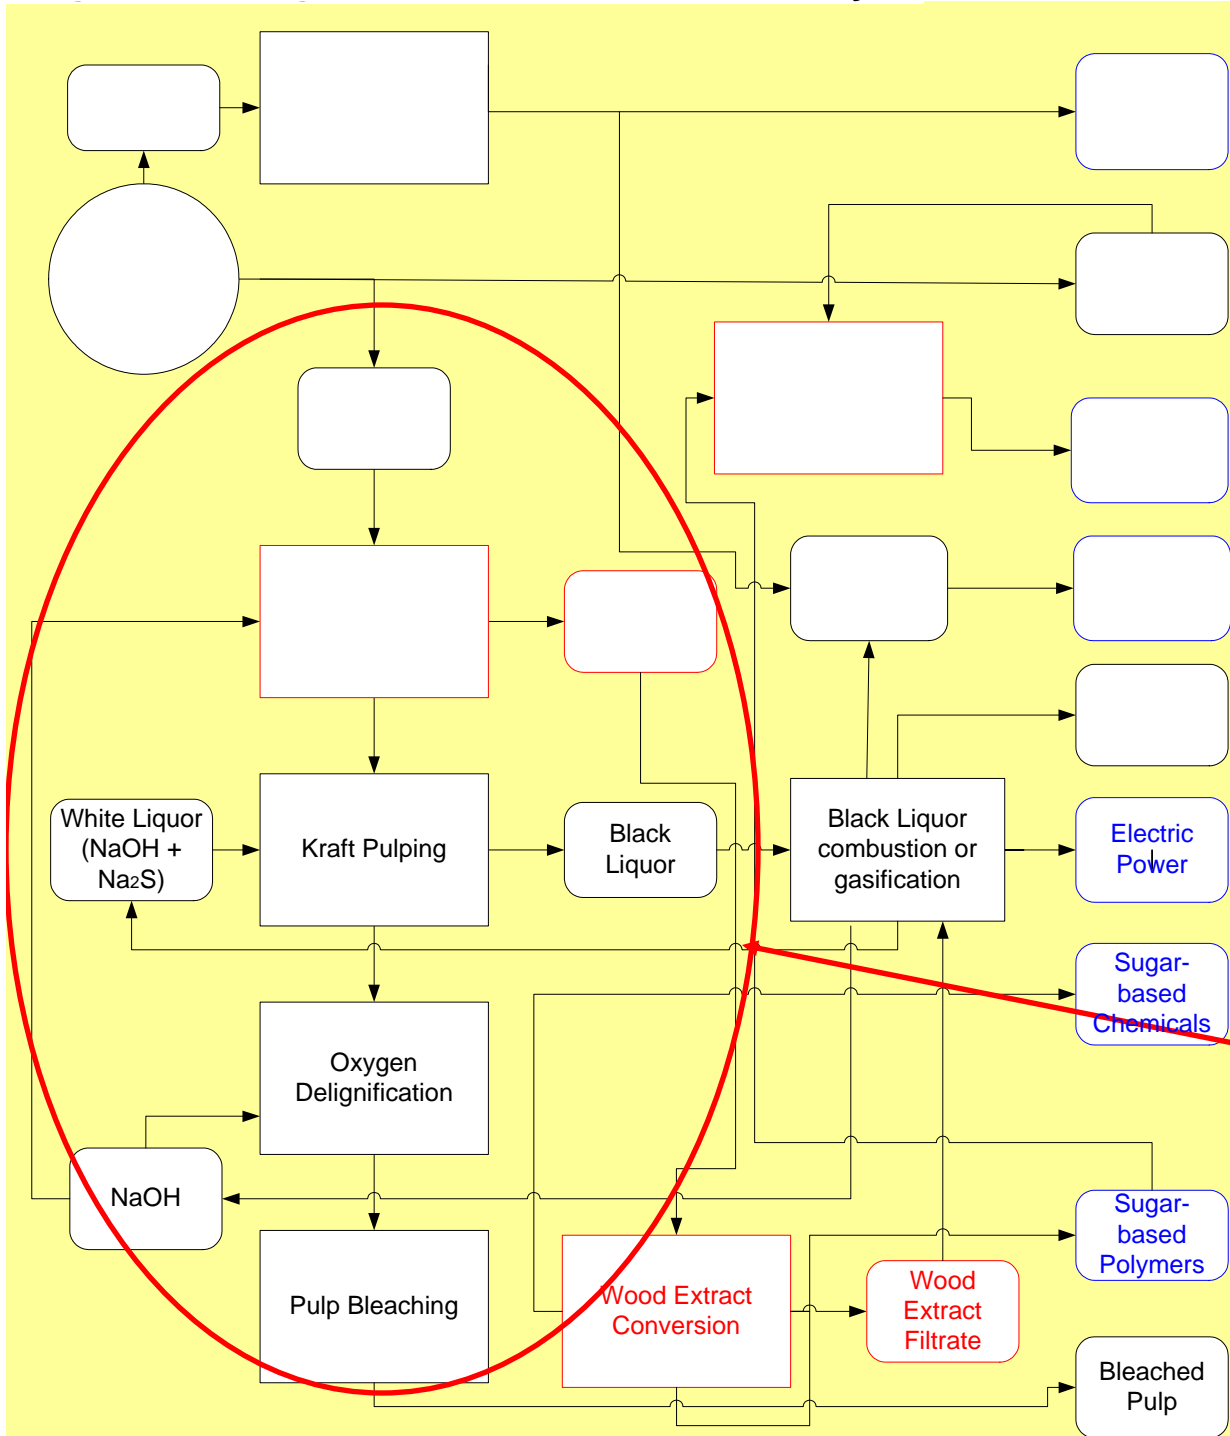 White Liquor
(NaOH +
Na2S)
Kraft Pulping
Black
Liquor
Black Liquor
combustion or
gasification
Electric
Power
Sugar-
based
Chemicals
Oxygen
Delignification
NaOH
Sugar-
based
Polymers
Pulp Bleaching
Wood Extract
Conversion
Wood
Extract
Filtrate
Bleached
Pulp